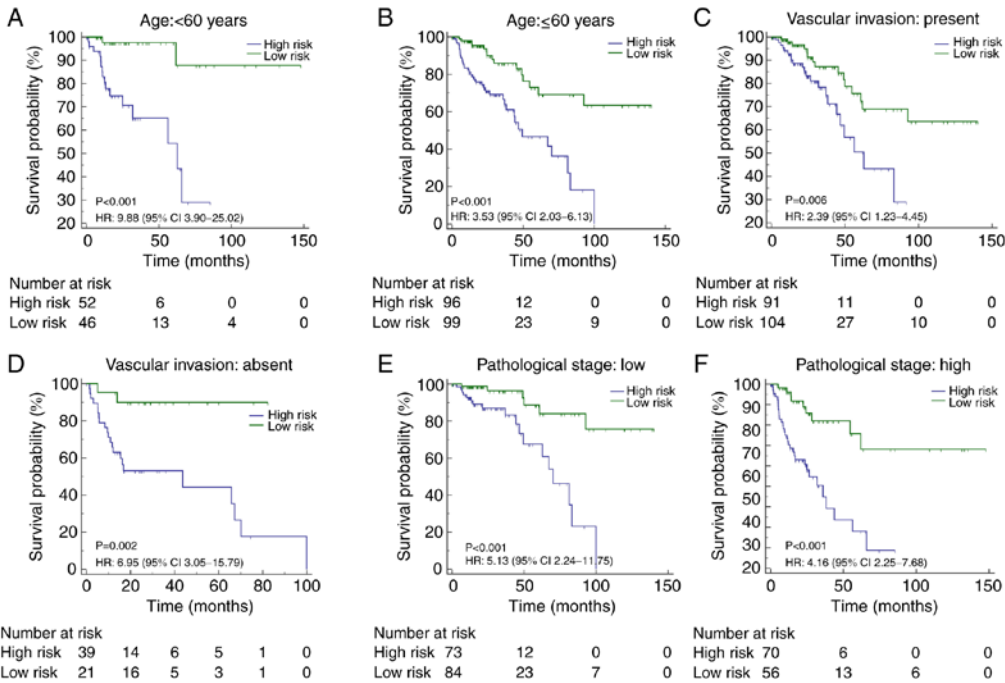 A
Age:<60 years
100
90
80
70
60
50
40
30
20
Survival probability (%)
High risk
Low risk
P<0.001
HR: 9.88 (95% CI 3.90–25.02)
0 50 100 150
Time (months)
Number at risk
High risk 52 6 0 0
Low risk 46 13 4 0
B
Age:≤60 years
100
80
60
40
20
0
Survival probability (%)
High risk
Low risk
P<0.001
HR: 3.53 (95% CI 2.03–6.13)
0 50 100 150
Time (months)
Number at risk
High risk 96 12 0 0
Low risk 99 23 9 0
C
Vascular invasion: present
100
90
80
70
60
50
40
30
20
Survival probability (%)
High risk
Low risk
P=0.006
HR: 2.39 (95% CI 1.23–4.45)
0 50 100 150
Time (months)
Number at risk
High risk 91 11 0 0
Low risk 104 27 10 0
D
Vascular invasion: absent
100
80
60
40
20
0
Survival probability (%)
High risk
Low risk
P=0.002
HR: 6.95 (95% CI 3.05–15.79)
0 20 40 60 80 100
Time (months)
Number at risk
High risk 39 14 6 5 1 0
Low risk 21 16 5 3 1 0
E
Pathological stage: low
100
80
60
40
20
0
Survival probability (%)
High risk
Low risk
P<0.001
HR: 5.13 (95% CI 2.24–11.75)
0 50 100 150
Time (months)
Number at risk
High risk 73 12 0 0
Low risk 84 23 7 0
F
Pathological stage: high
100
80
80
70
60
50
40
30
20
Survival probability (%)
High risk
Low risk
P<0.001
HR: 4.16 (95% CI 2.25–7.68)
0 50 100 150
Time (months)
Number at risk
High risk 70 6 0 0
Low risk 56 13 6 0